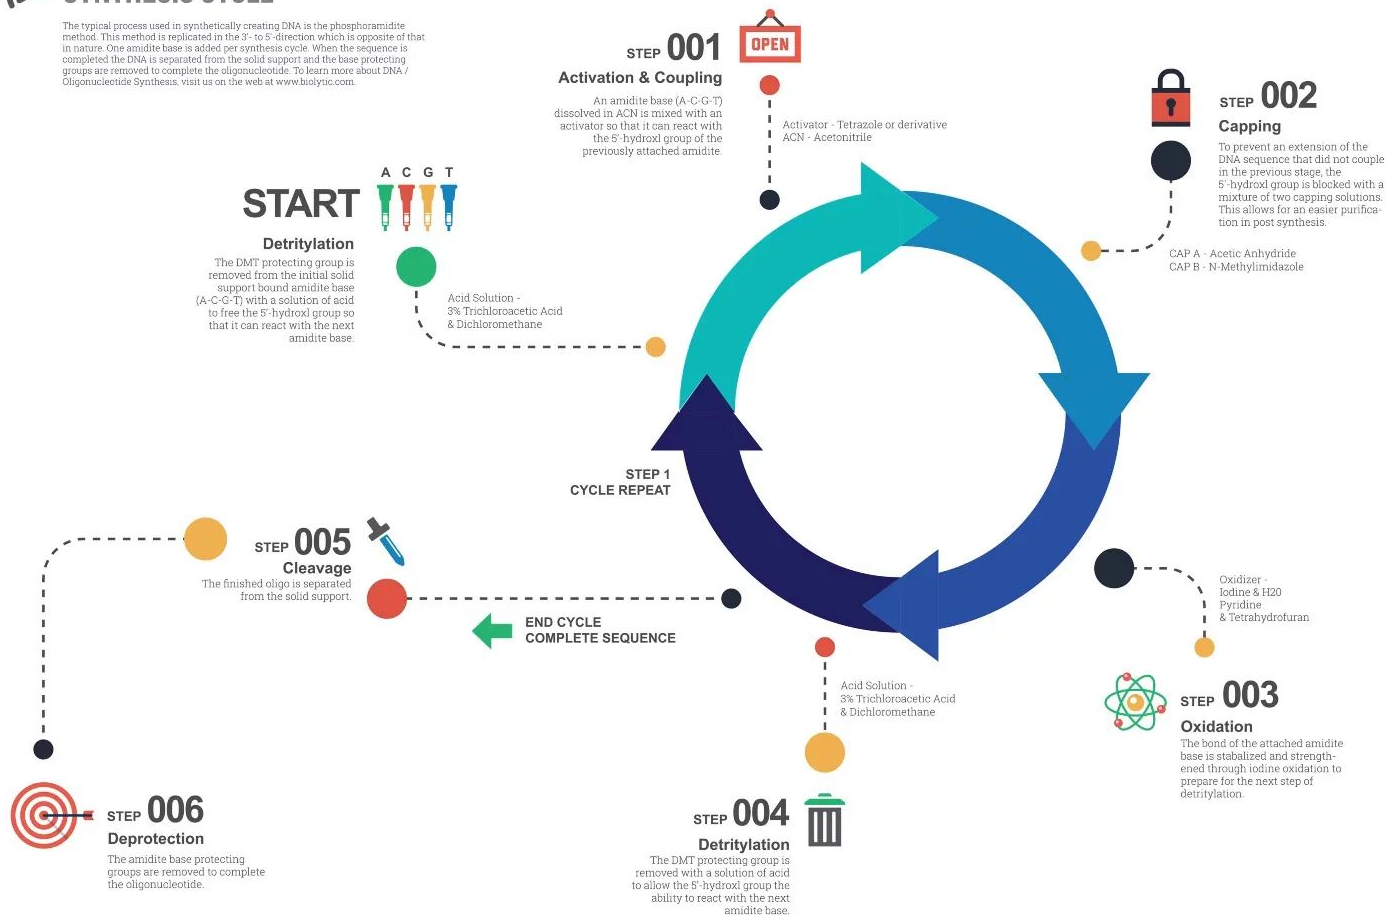 SYNTHESIS CYCLE
The typical process used in synthetically creating DNA is the phosphoramidite
method. This method is replicated in the 3'- to 5'-direction which is opposite of that
in nature. One amidite base is added per synthesis cycle. When the sequence is
completed the DNA is separated from the solid support and the base protecting
groups are removed to complete the oligonucleotide. To learn more about DNA /
Oligonucleotide Synthesis, visit us on the web at www.biolytic.com.
START
A C G T
Detritylation
The DMT protecting group is
removed from the initial solid
support bound amidite base
(A-C-G-T) with a solution of acid
to free the 5'-hydroxl group so
that it can react with the next
amidite base.
Acid Solution -
3% Trichloroacetic Acid
& Dichloromethane
STEP 001
OPEN
Activation & Coupling
An amidite base (A-C-G-T)
dissolved in ACN is mixed with an
activator so that it can react with
the 5'-hydroxl group of the
previously attached amidite.
Activator - Tetrazole or derivative
ACN - Acetonitrile
STEP 002
Capping
To prevent an extension of the
DNA sequence that did not couple
in the previous stage, the
5'-hydroxl group is blocked with a
mixture of two capping solutions.
This allows for an easier purifica-
tion in post synthesis.
CAP A - Acetic Anhydride
CAP B - N-Methylimidazole
Oxidizer -
Iodine & H20
Pyridine
& Tetrahydrofuran
STEP 003
Oxidation
The bond of the attached amidite
base is stabalized and strength-
ened through iodine oxidation to
prepare for the next step of
detritylation.
Acid Solution -
3% Trichloroacetic Acid
& Dichloromethane
STEP 004
Detritylation
The DMT protecting group is
removed with a solution of acid
to allow the 5'-hydroxl group the
ability to react with the next
amidite base.
STEP 1
CYCLE REPEAT
END CYCLE
COMPLETE SEQUENCE
STEP 005
Cleavage
The finished oligo is separated
from the solid support.
STEP 006
Deprotection
The amidite base protecting
groups are removed to complete
the oligonucleotide.